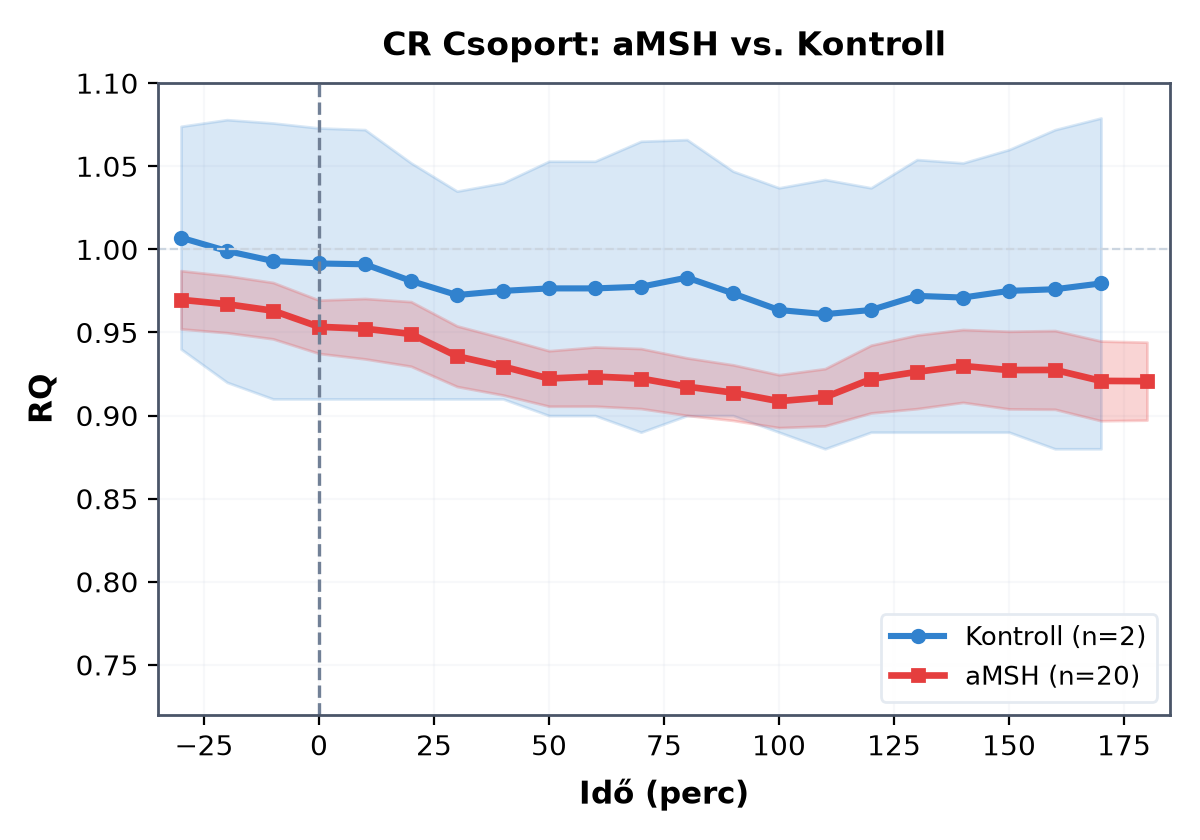 CR Csoport: aMSH vs. Kontroll
1.10
1.05
1.00
0.95
0.90
0.85
0.80
0.75
RQ
Kontroll (n=2)
aMSH (n=20)
−25 0 25 50 75 100 125 150 175
Idő (perc)